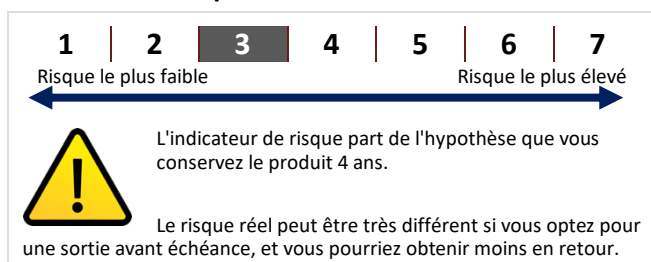 1 2 3 4 5 6 7
Risque le plus faible Risque le plus élevé
L'indicateur de risque part de l'hypothèse que vous
conservez le produit 4 ans.
Le risque réel peut être très différent si vous optez pour
une sortie avant échéance, et vous pourriez obtenir moins en retour.